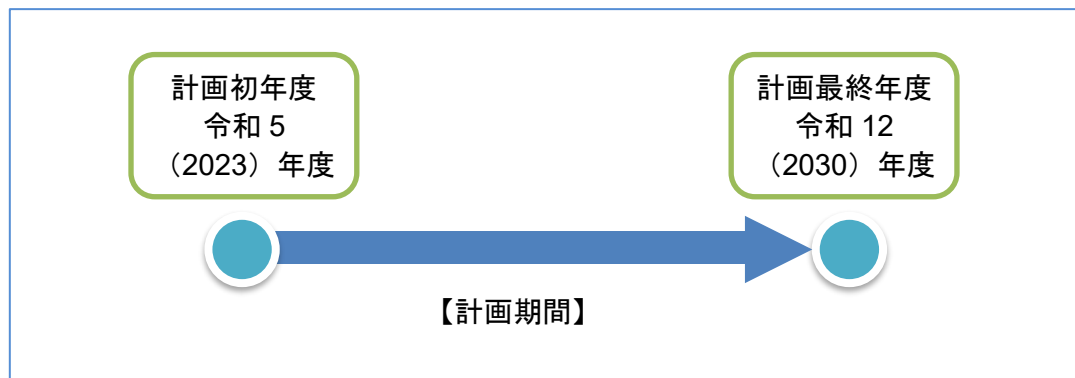 計画初年度
令和 5
（2023）年度
計画最終年度
令和 12
（2030）年度
【計画期間】